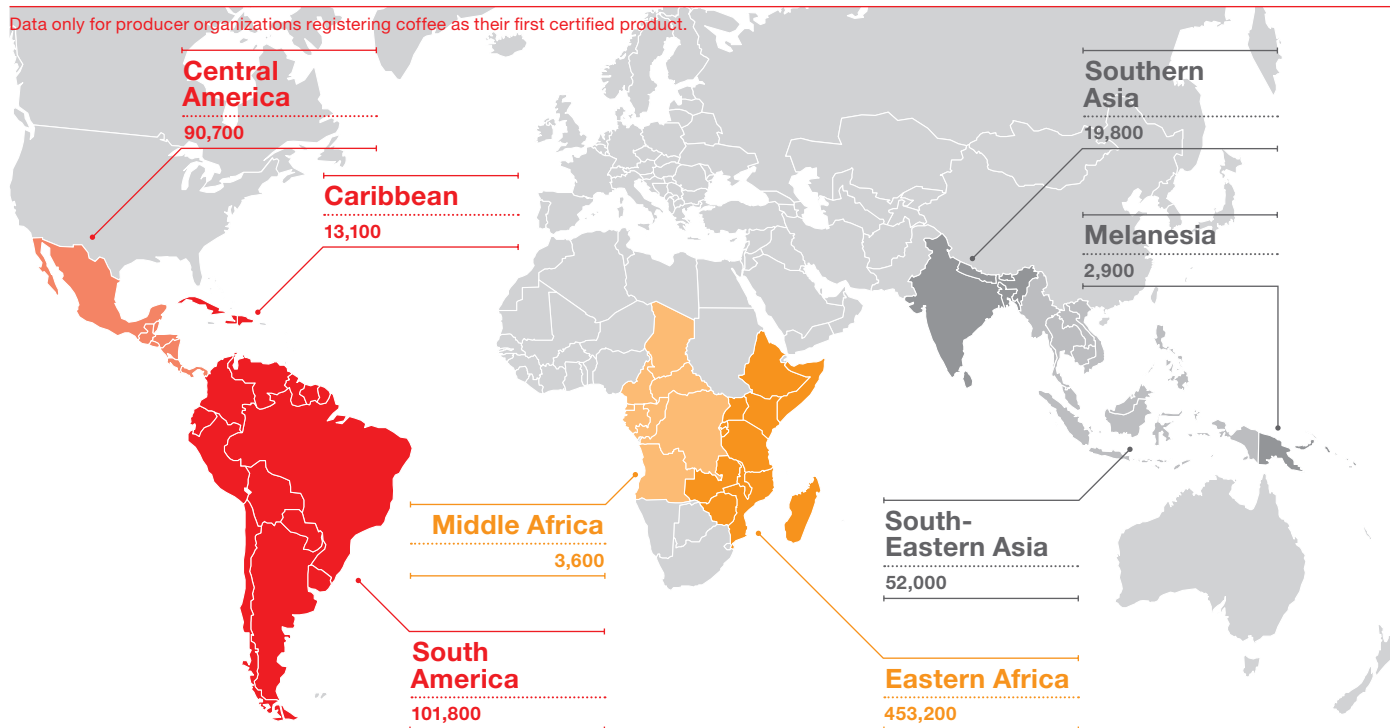 Data only for producer organizations registering coffee as their first certified product.
Central
America
90,700
Caribbean
13,100
Southern
Asia
19,800
Melanesia
2,900
Middle Africa
3,600
South-
Eastern Asia
52,000
South
America
101,800
Eastern Africa
453,200